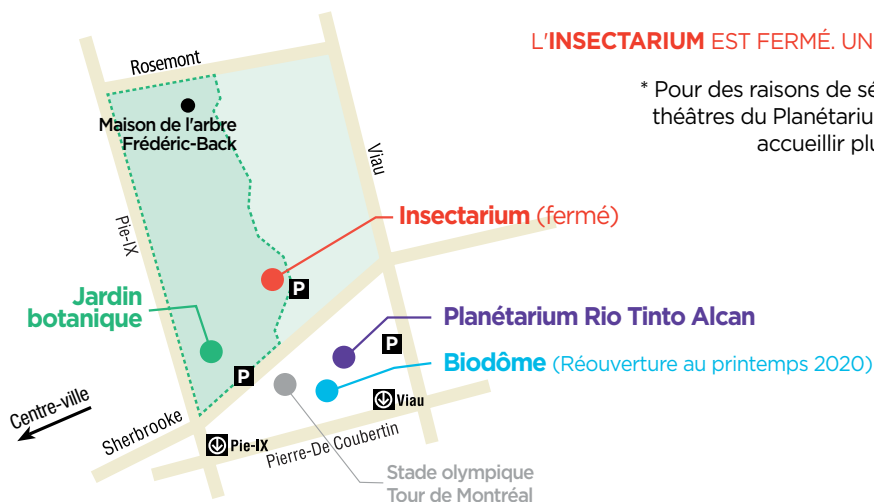 L'INSECTARIUM EST FERMÉ. UN
* Pour des raisons de sé
théâtres du Planétariu
accueillir plu
Rosemont
Maison de l'arbre
Frédéric-Back
Viau
Pie-IX
Insectarium (fermé)
P
Jardin
botanique
Planétarium Rio Tinto Alcan
P
Biodôme (Réouverture au printemps 2020)
P
Viau
Centre-ville
Sherbrooke
Pie-IX
Pierre-De Coubertin
Stade olympique
Tour de Montréal